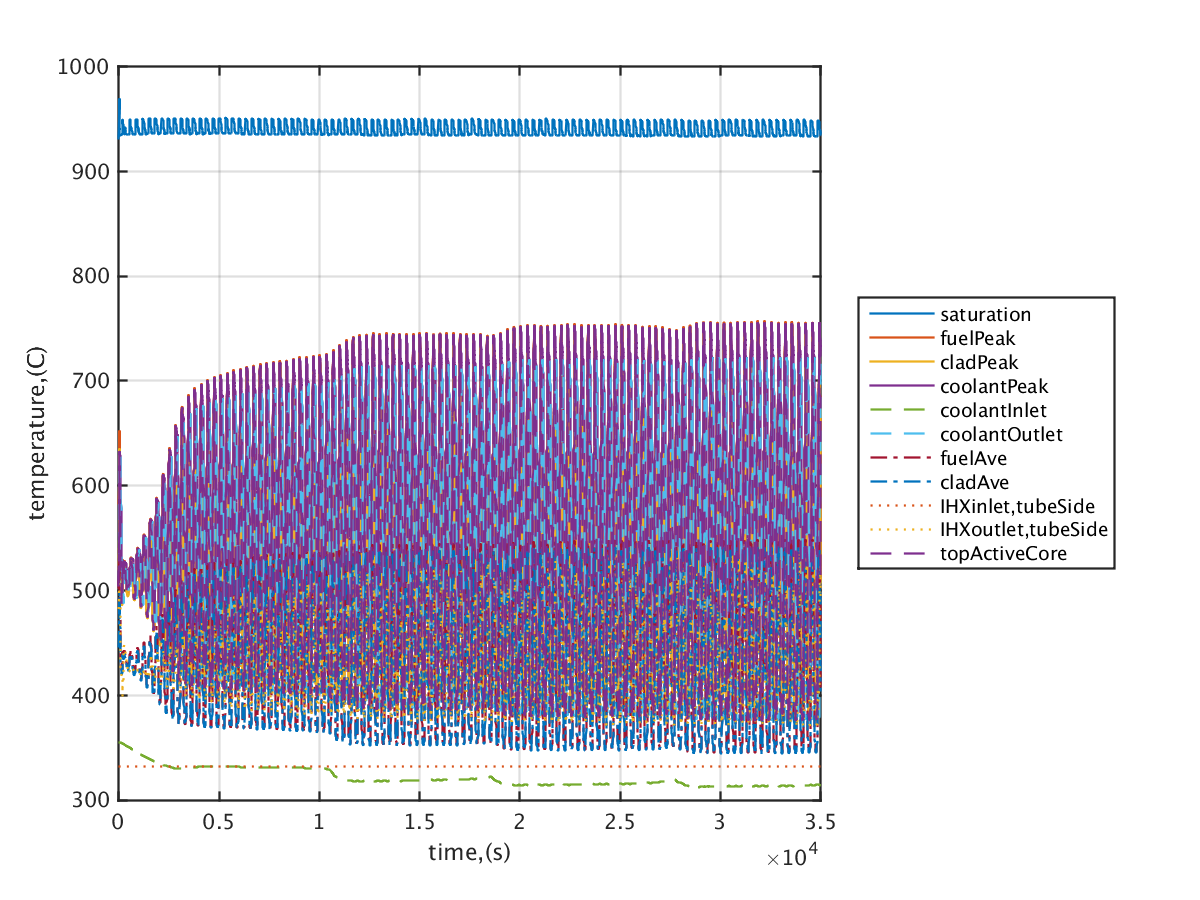 1000
900
800
700
600
500
400
300
temperature,(C)
0
0.5
1
1.5
2
2.5
3
3.5
time,(s)
×10^4
saturation
fuelPeak
cladPeak
coolantPeak
coolantInlet
coolantOutlet
fuelAve
cladAve
IHXinlet,tubeSide
IHXoutlet,tubeSide
topActiveCore